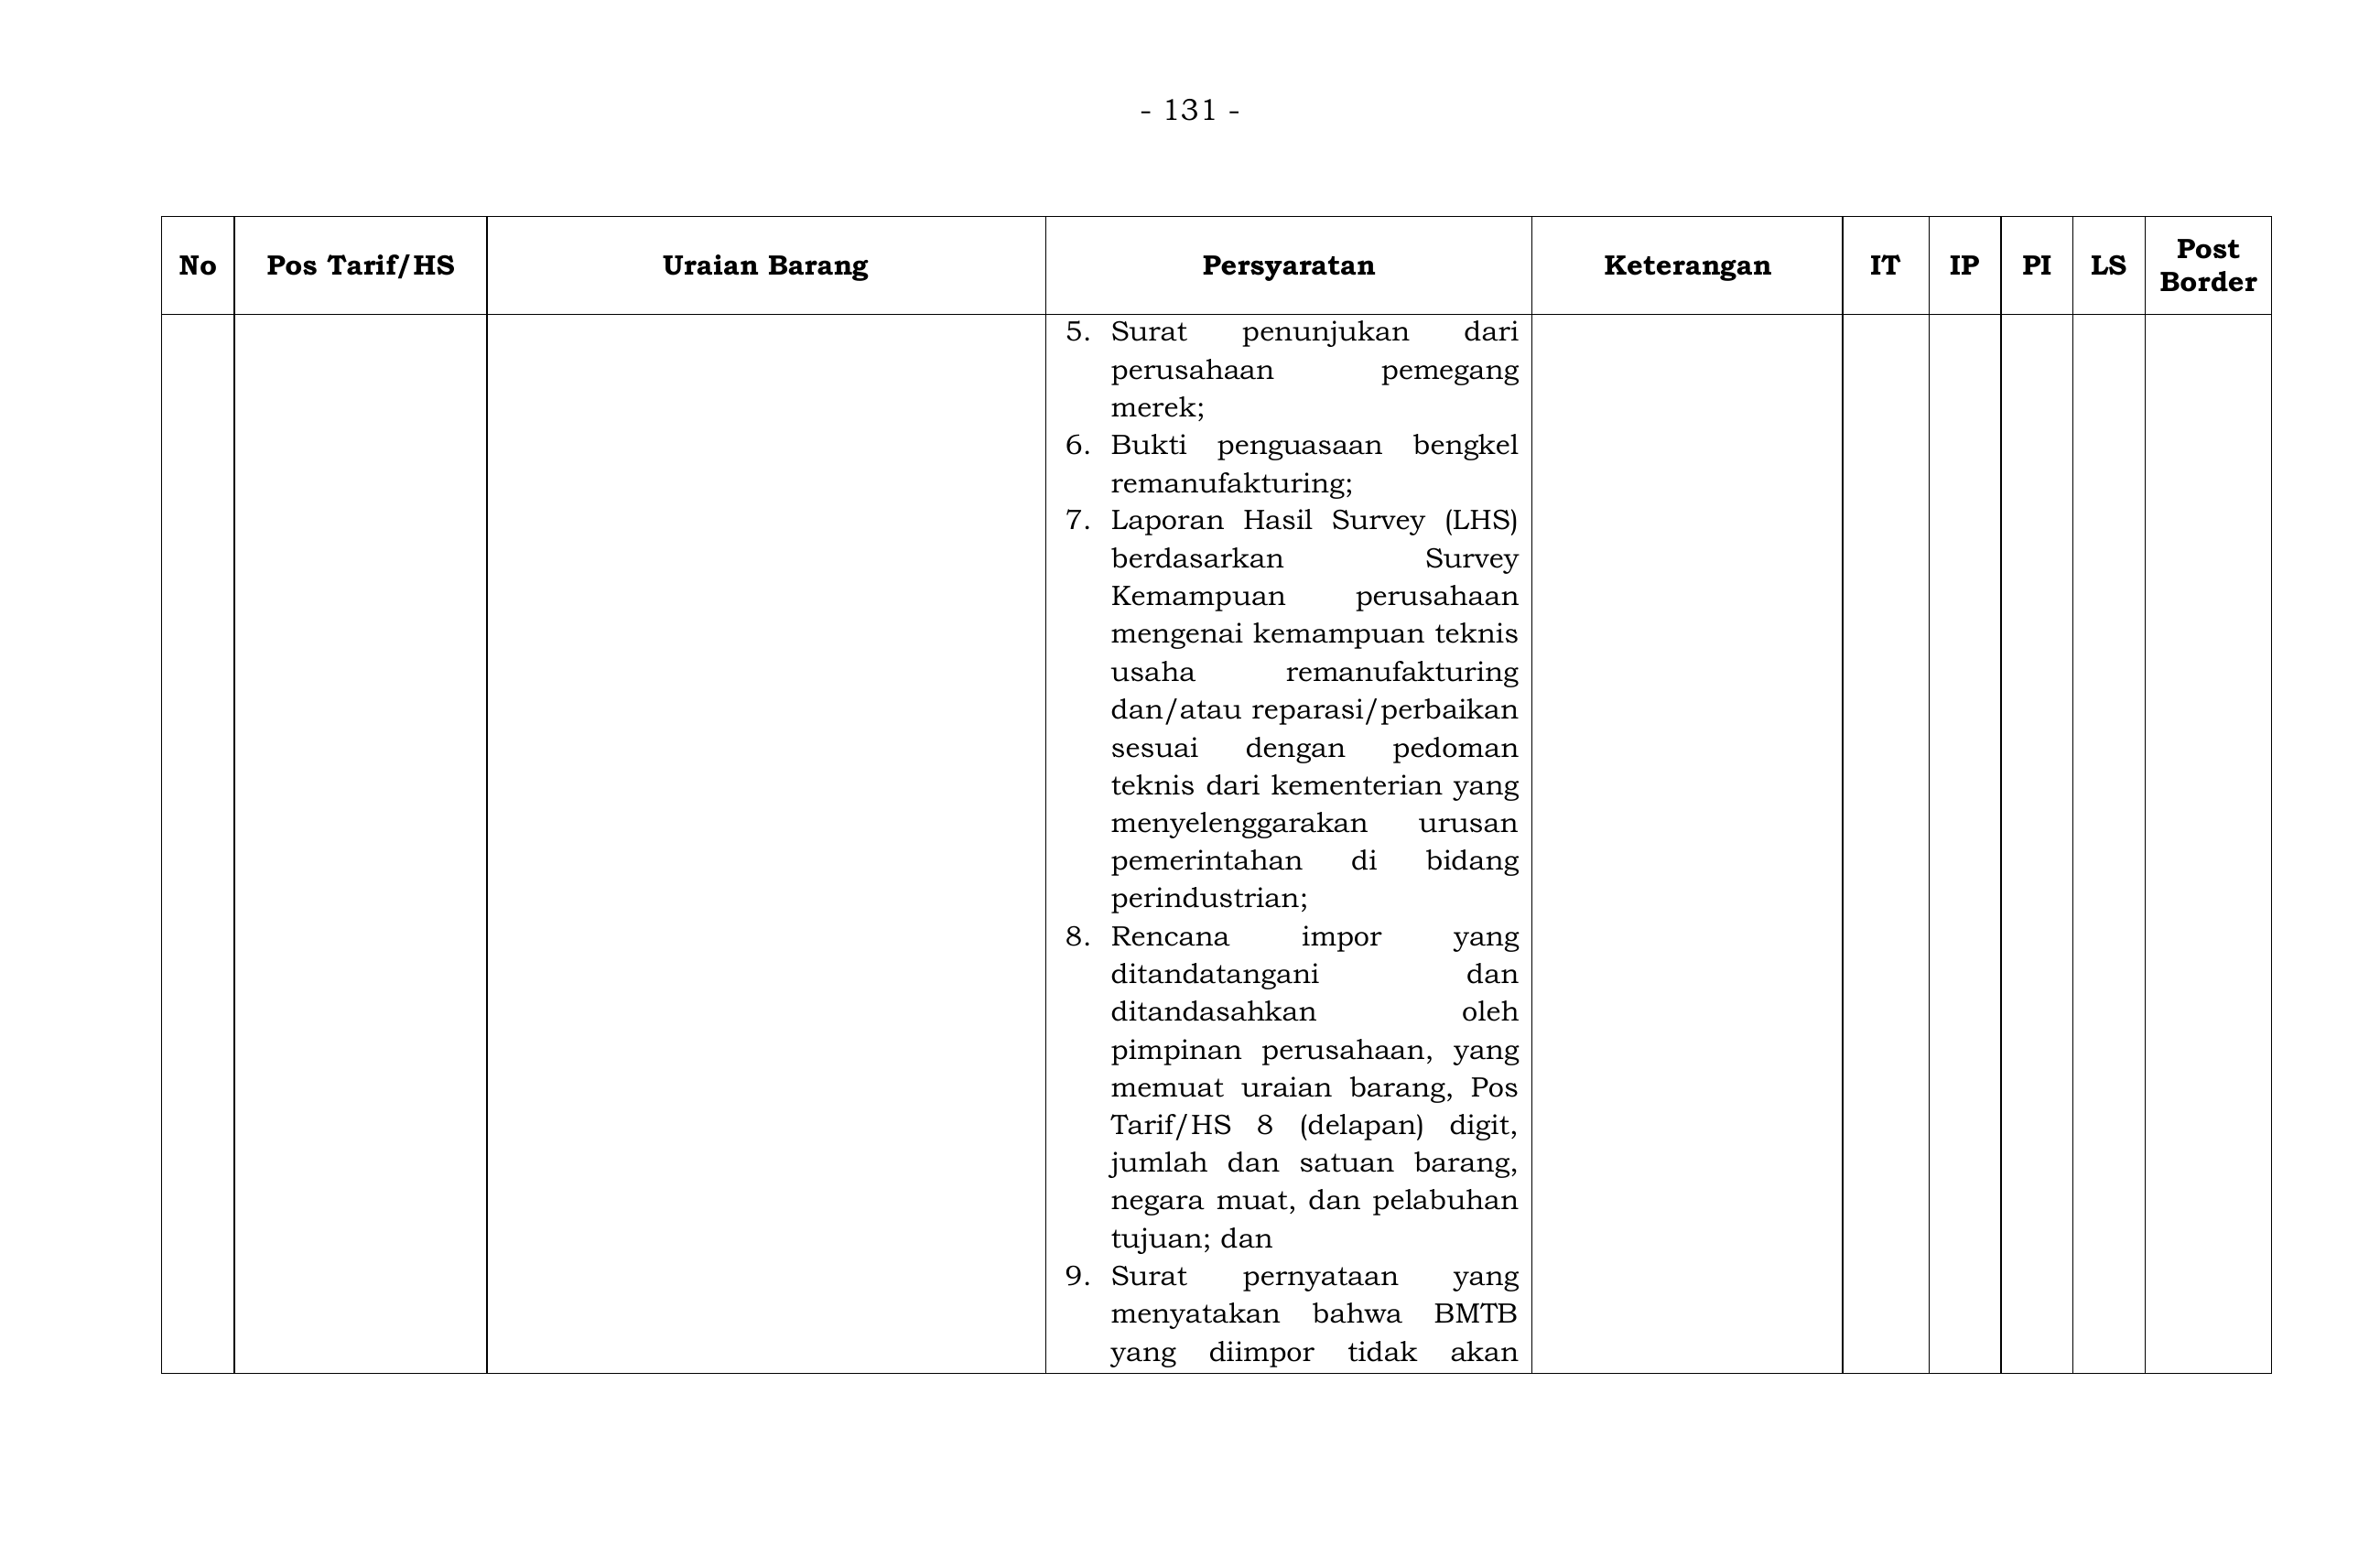 - 131 -
No Pos Tarif/HS Uraian Barang Persyaratan Keterangan IT IP PI LS Post Border
5. Surat penunjukan dari
perusahaan pemegang
merek;
6. Bukti penguasaan bengkel
remanufakturing;
7. Laporan Hasil Survey (LHS)
berdasarkan Survey
Kemampuan perusahaan
mengenai kemampuan teknis
usaha remanufakturing
dan/atau reparasi/perbaikan
sesuai dengan pedoman
teknis dari kementerian yang
menyelenggarakan urusan
pemerintahan di bidang
perindustrian;
8. Rencana impor yang
ditandatangani dan
ditandasahkan oleh
pimpinan perusahaan, yang
memuat uraian barang, Pos
Tarif/HS 8 (delapan) digit,
jumlah dan satuan barang,
negara muat, dan pelabuhan
tujuan; dan
9. Surat pernyataan yang
menyatakan bahwa BMTB
yang diimpor tidak akan